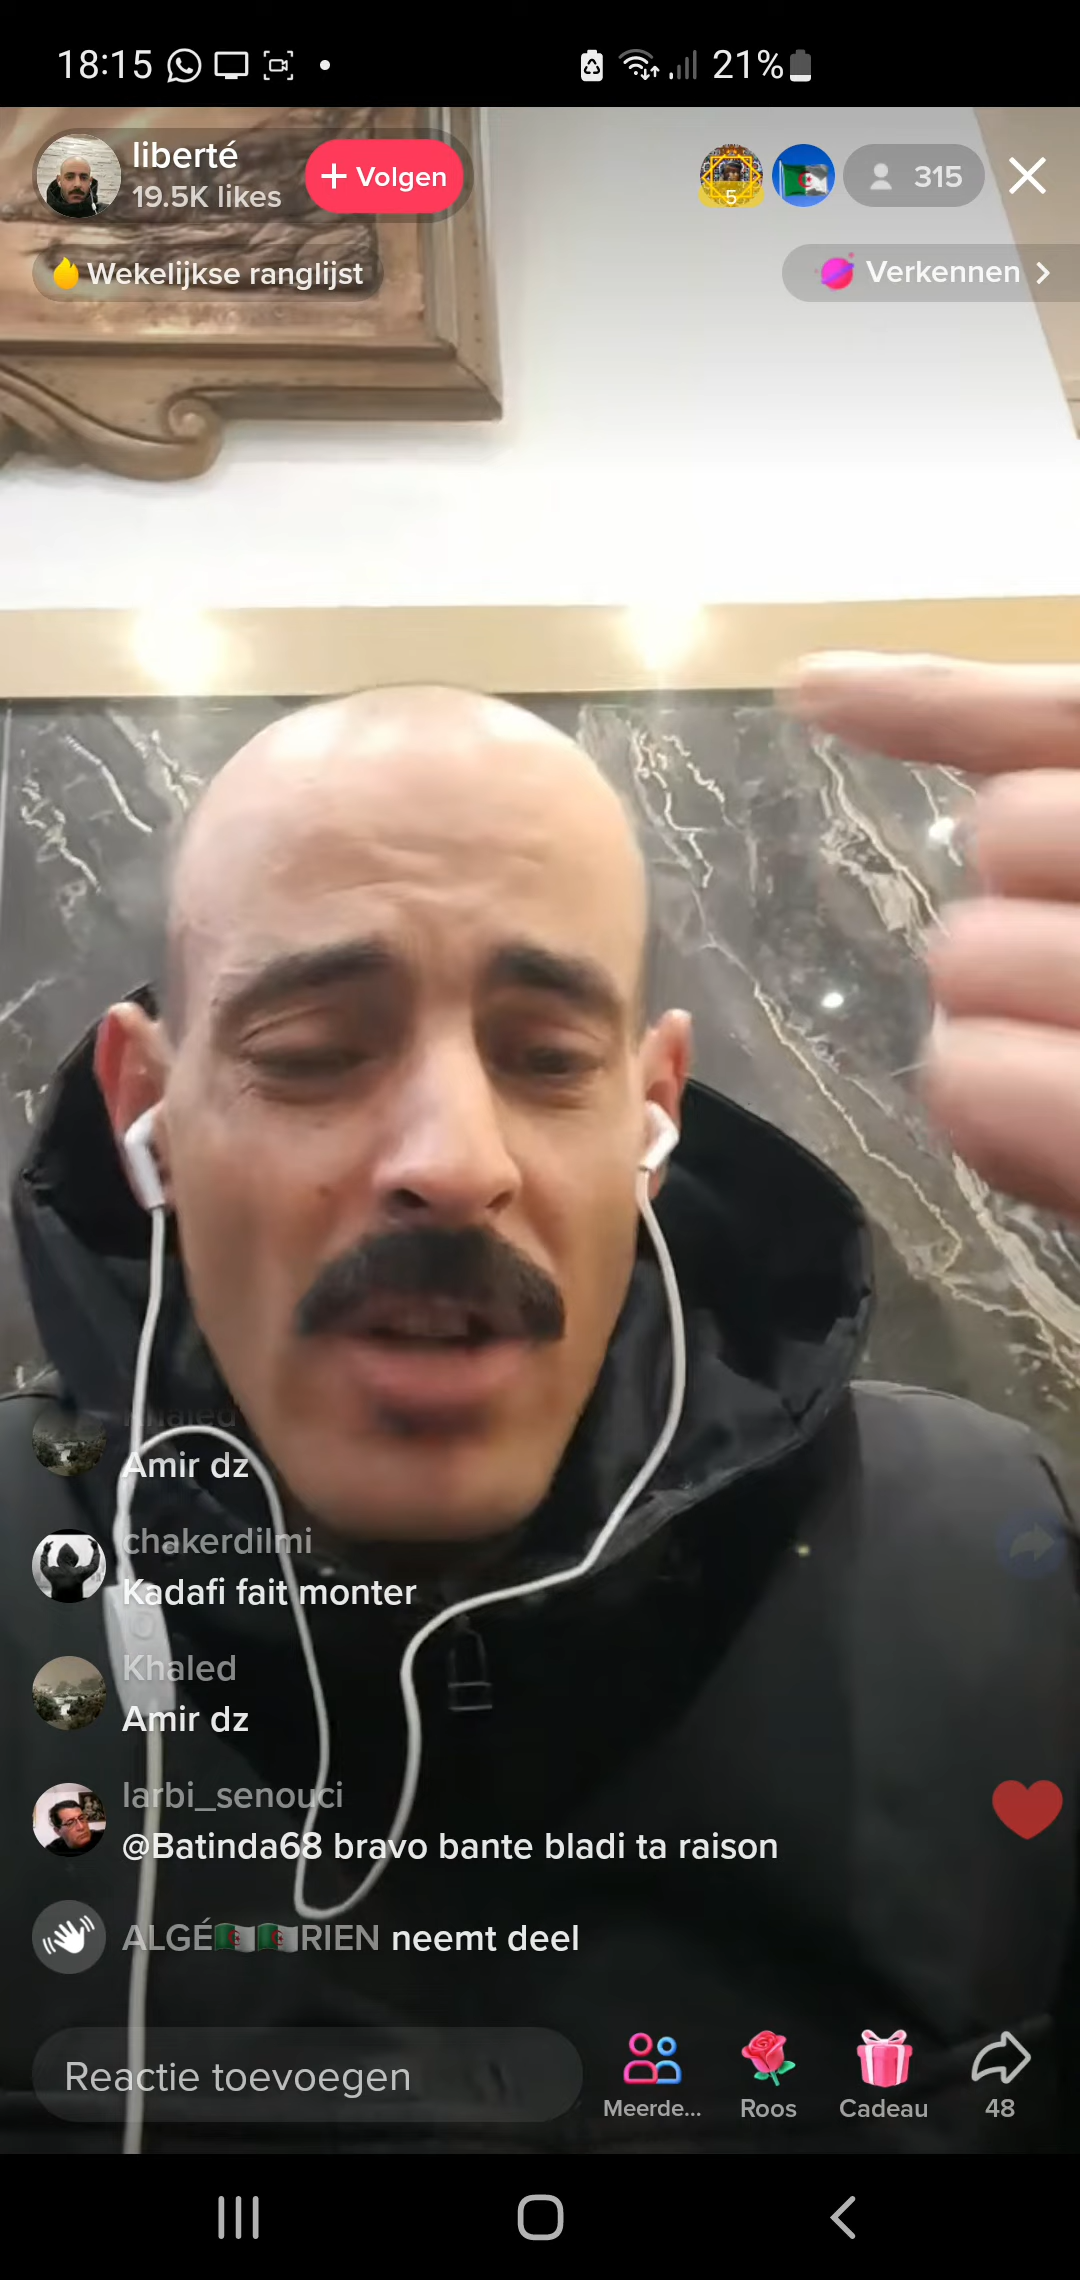 18:15
21%
liberté
19.5K likes
+ Volgen
5
315
Wekelijkse ranglijst
Verkennen
Khaled
Amir dz
chakerdilmi
Kadafi fait monter
Khaled
Amir dz
larbi_senouci
@Batinda68 bravo bante bladi ta raison
ALGÉ🇩🇿🇩🇿RIEN neemt deel
Reactie toevoegen
Meerde...
Roos
Cadeau
48